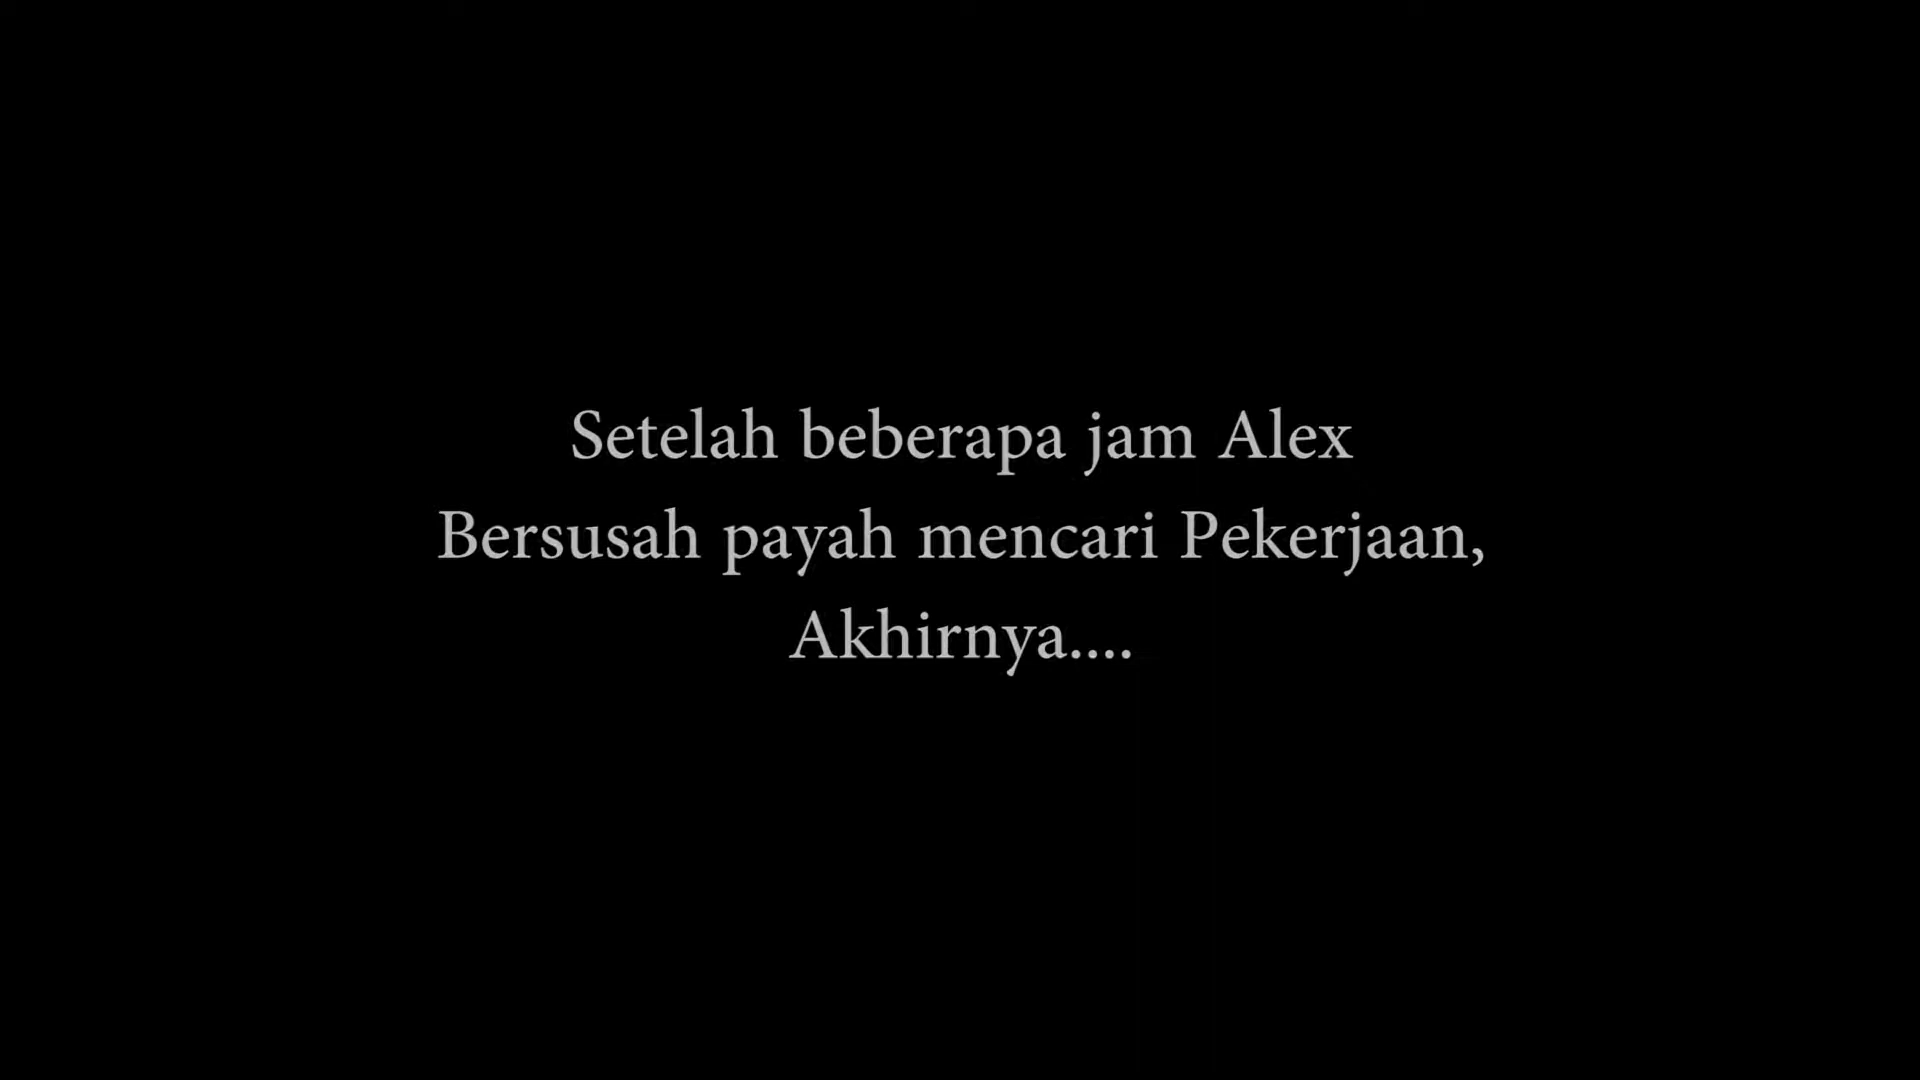 Setelah beberapa jam Alex
Bersusah payah mencari Pekerjaan,
Akhirnya....